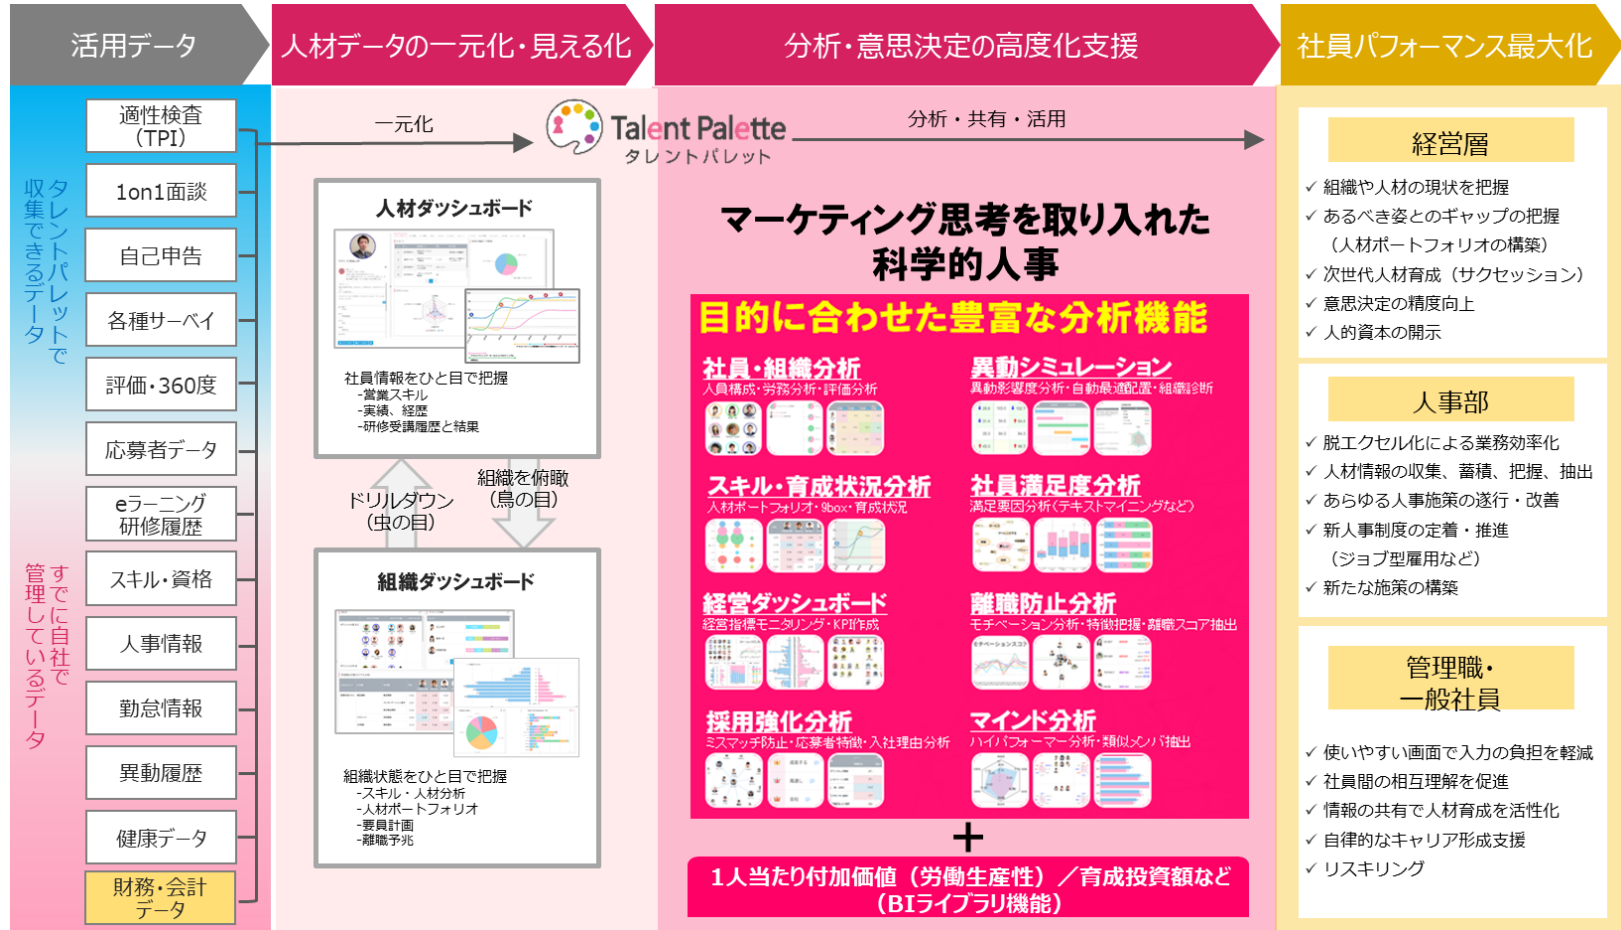 活用データ
人材データの一元化・見える化
分析・意思決定の高度化支援
社員パフォーマンス最大化
タレントパレットで
収集できるデータ
すでに自社で
管理しているデータ
適性検査
（TPI）
1on1面談
自己申告
各種サーベイ
評価・360度
応募者データ
eラーニング
研修履歴
スキル・資格
人事情報
勤怠情報
異動履歴
健康データ
財務・会計
データ
一元化
Talent Palette
タレントパレット
分析・共有・活用
人材ダッシュボード
社員情報をひと目で把握
-営業スキル
-実績、経歴
-研修受講履歴と結果
ドリルダウン
（虫の目）
組織を俯瞰
（鳥の目）
組織ダッシュボード
組織状態をひと目で把握
-スキル・人材分析
-人材ポートフォリオ
-要員計画
-離職予兆
マーケティング思考を取り入れた
科学的人事
目的に合わせた豊富な分析機能
社員・組織分析
人員構成・労務分析・評価分析
異動シミュレーション
異動影響度分析・自動最適配置・組織診断
スキル・育成状況分析
人材ポートフォリオ・9box・育成状況
社員満足度分析
満足要因分析（テキストマイニングなど）
経営ダッシュボード
経営指標モニタリング・KPI作成
離職防止分析
モチベーション分析・特徴把握・離職スコア抽出
モチベーションスコア
採用強化分析
ミスマッチ防止・応募者特徴・入社理由分析
マインド分析
ハイパフォーマー分析・類似メンバ抽出
＋
1人当たり付加価値（労働生産性）／育成投資額など
（BIライブラリ機能）
経営層
✓ 組織や人材の現状を把握
✓ あるべき姿とのギャップの把握
（人材ポートフォリオの構築）
✓ 次世代人材育成（サクセッション）
✓ 意思決定の精度向上
✓ 人的資本の開示
人事部
✓ 脱エクセル化による業務効率化
✓ 人材情報の収集、蓄積、把握、抽出
✓ あらゆる人事施策の遂行・改善
✓ 新人事制度の定着・推進
（ジョブ型雇用など）
✓ 新たな施策の構築
管理職・
一般社員
✓ 使いやすい画面で入力の負担を軽減
✓ 社員間の相互理解を促進
✓ 情報の共有で人材育成を活性化
✓ 自律的なキャリア形成支援
✓ リスキリング